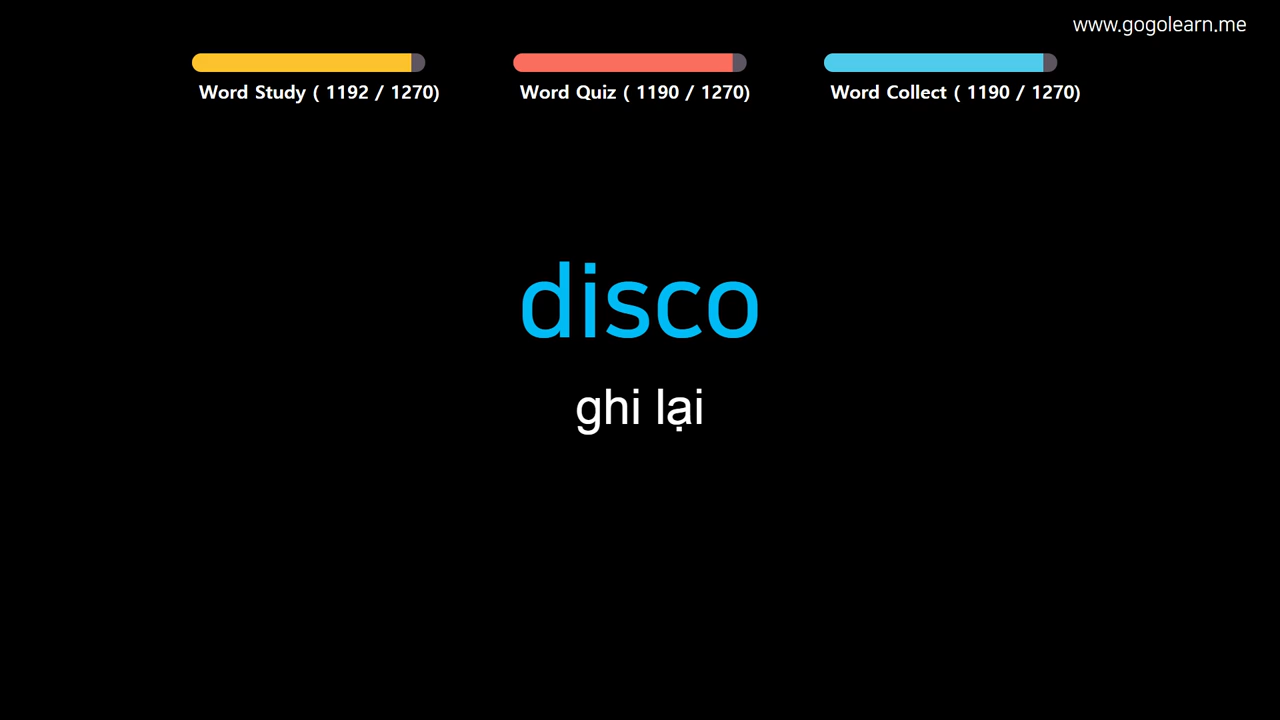 www.gogolearn.me
Word Study ( 1192 / 1270)
Word Quiz ( 1190 / 1270)
Word Collect ( 1190 / 1270)
disco
ghi lại